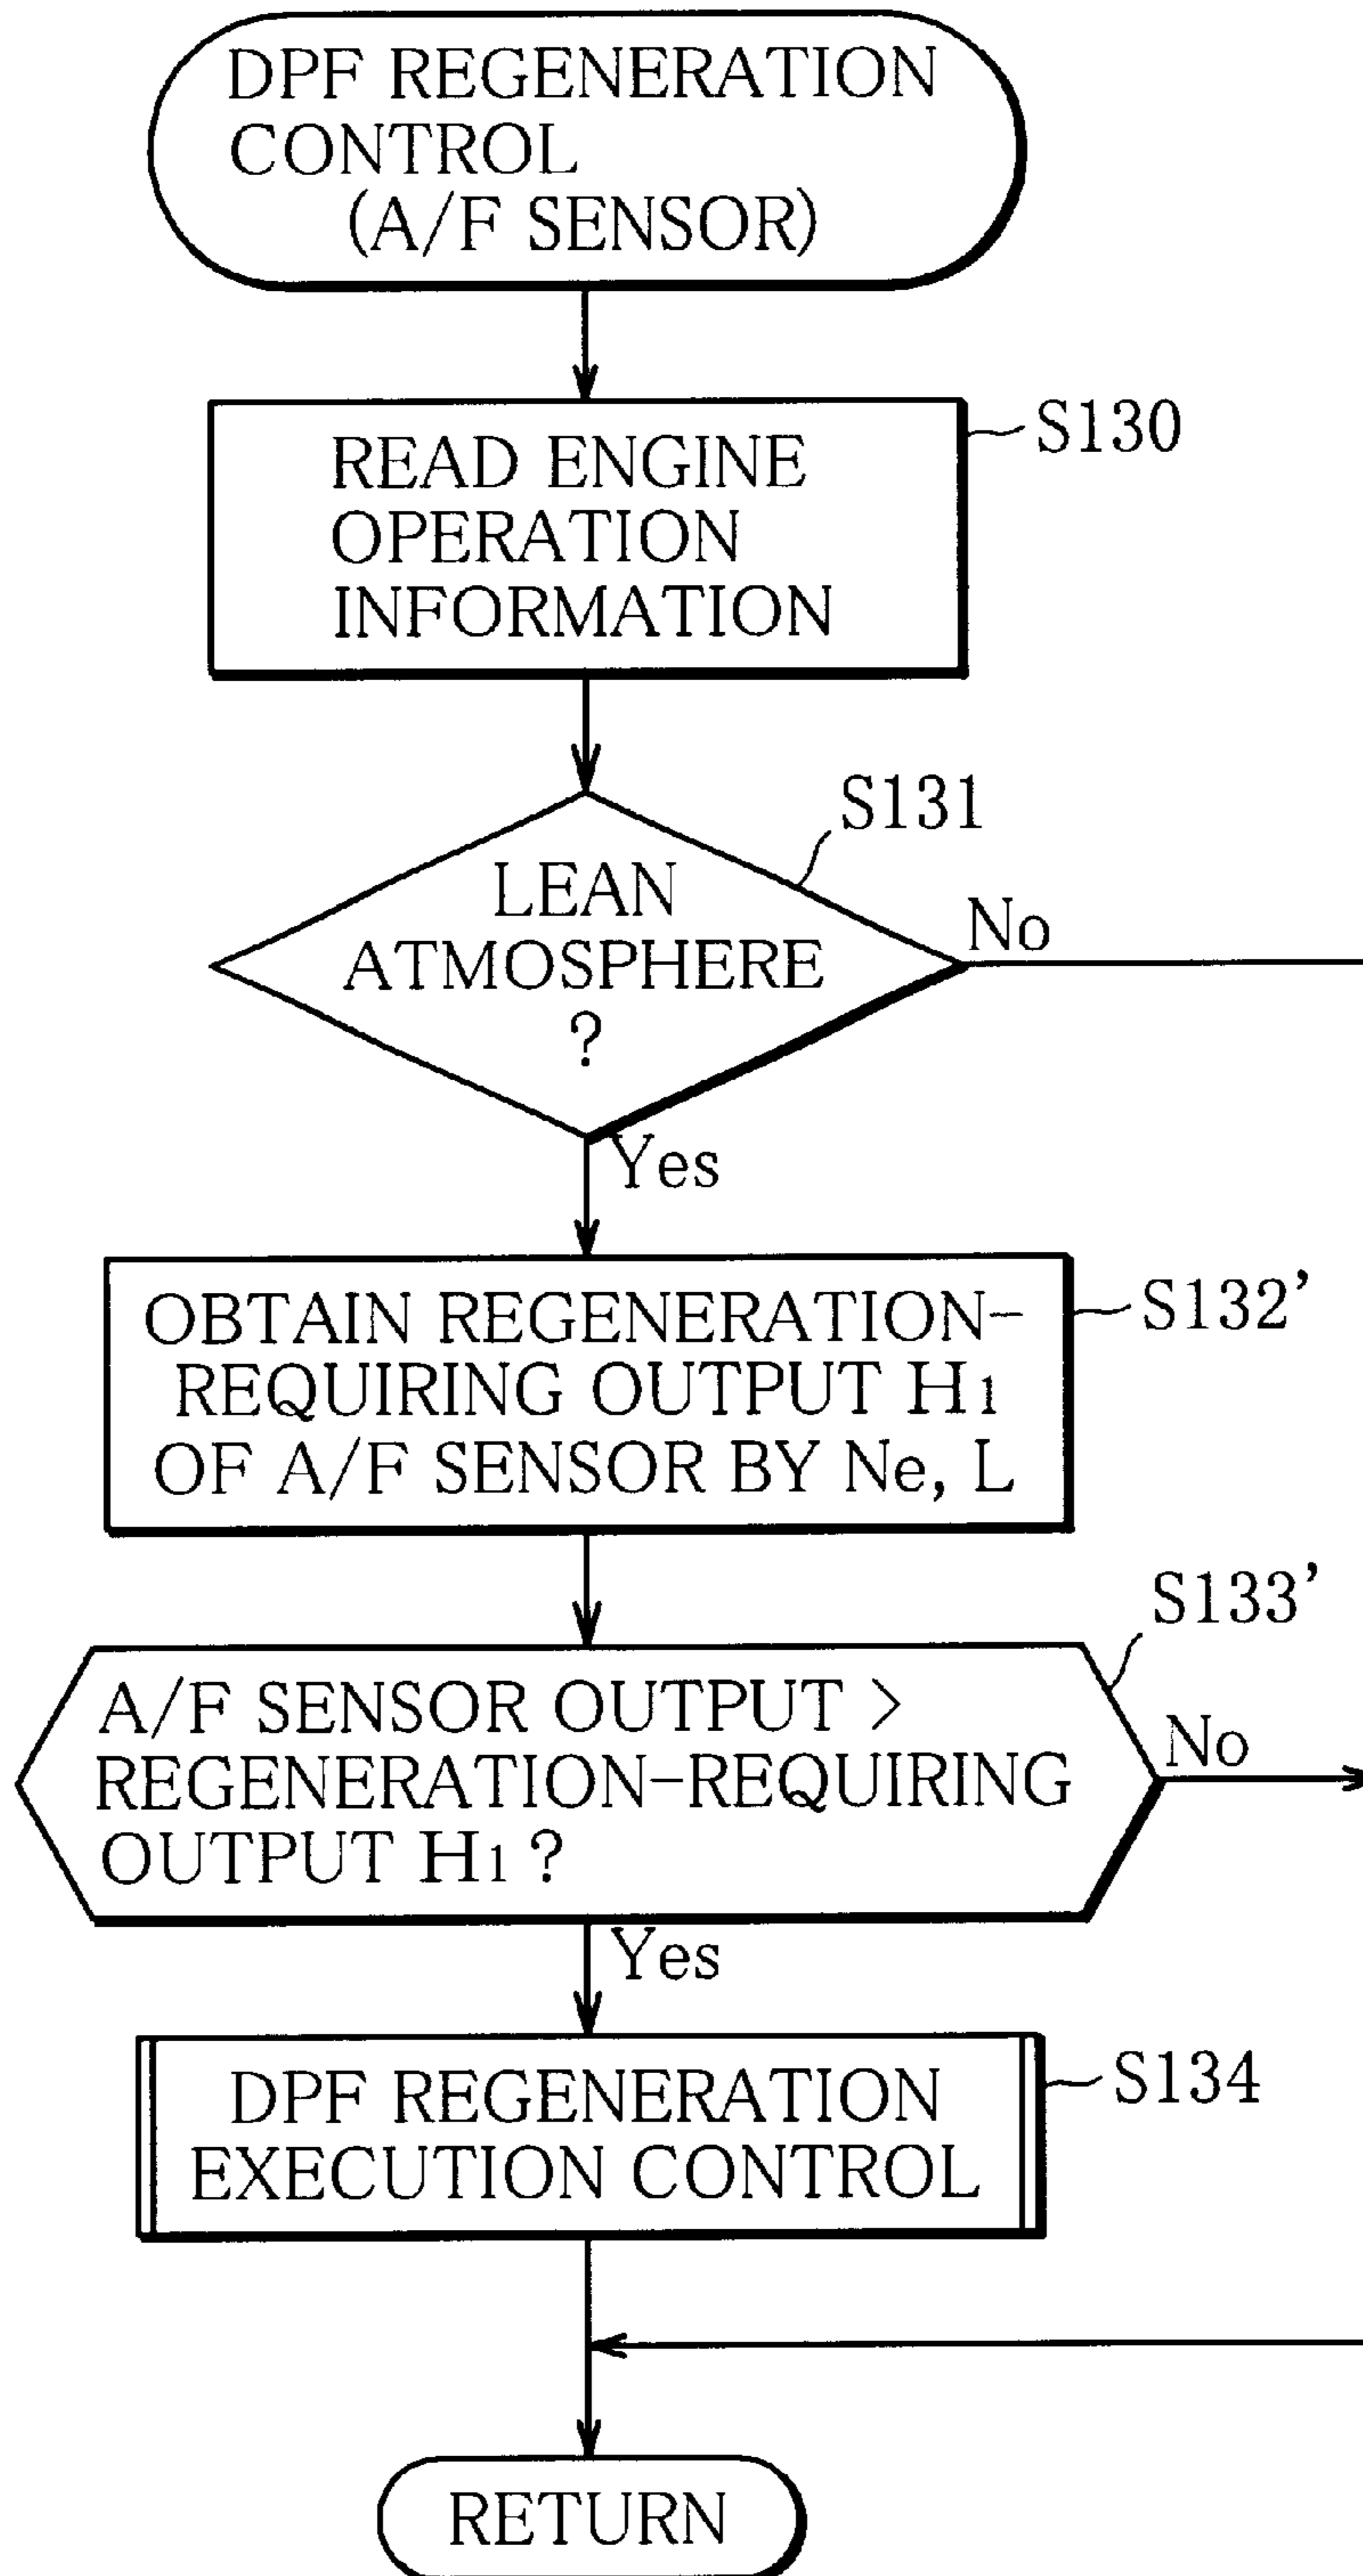 DPF REGENERATION
CONTROL
(A/F SENSOR)
READ ENGINE
OPERATION
INFORMATION
S130
LEAN
ATMOSPHERE
?
S131
No
Yes
OBTAIN REGENERATION-
REQUIRING OUTPUT H1
OF A/F SENSOR BY Ne, L
S132'
A/F SENSOR OUTPUT >
REGENERATION-REQUIRING
OUTPUT H1 ?
S133'
No
Yes
DPF REGENERATION
EXECUTION CONTROL
S134
RETURN